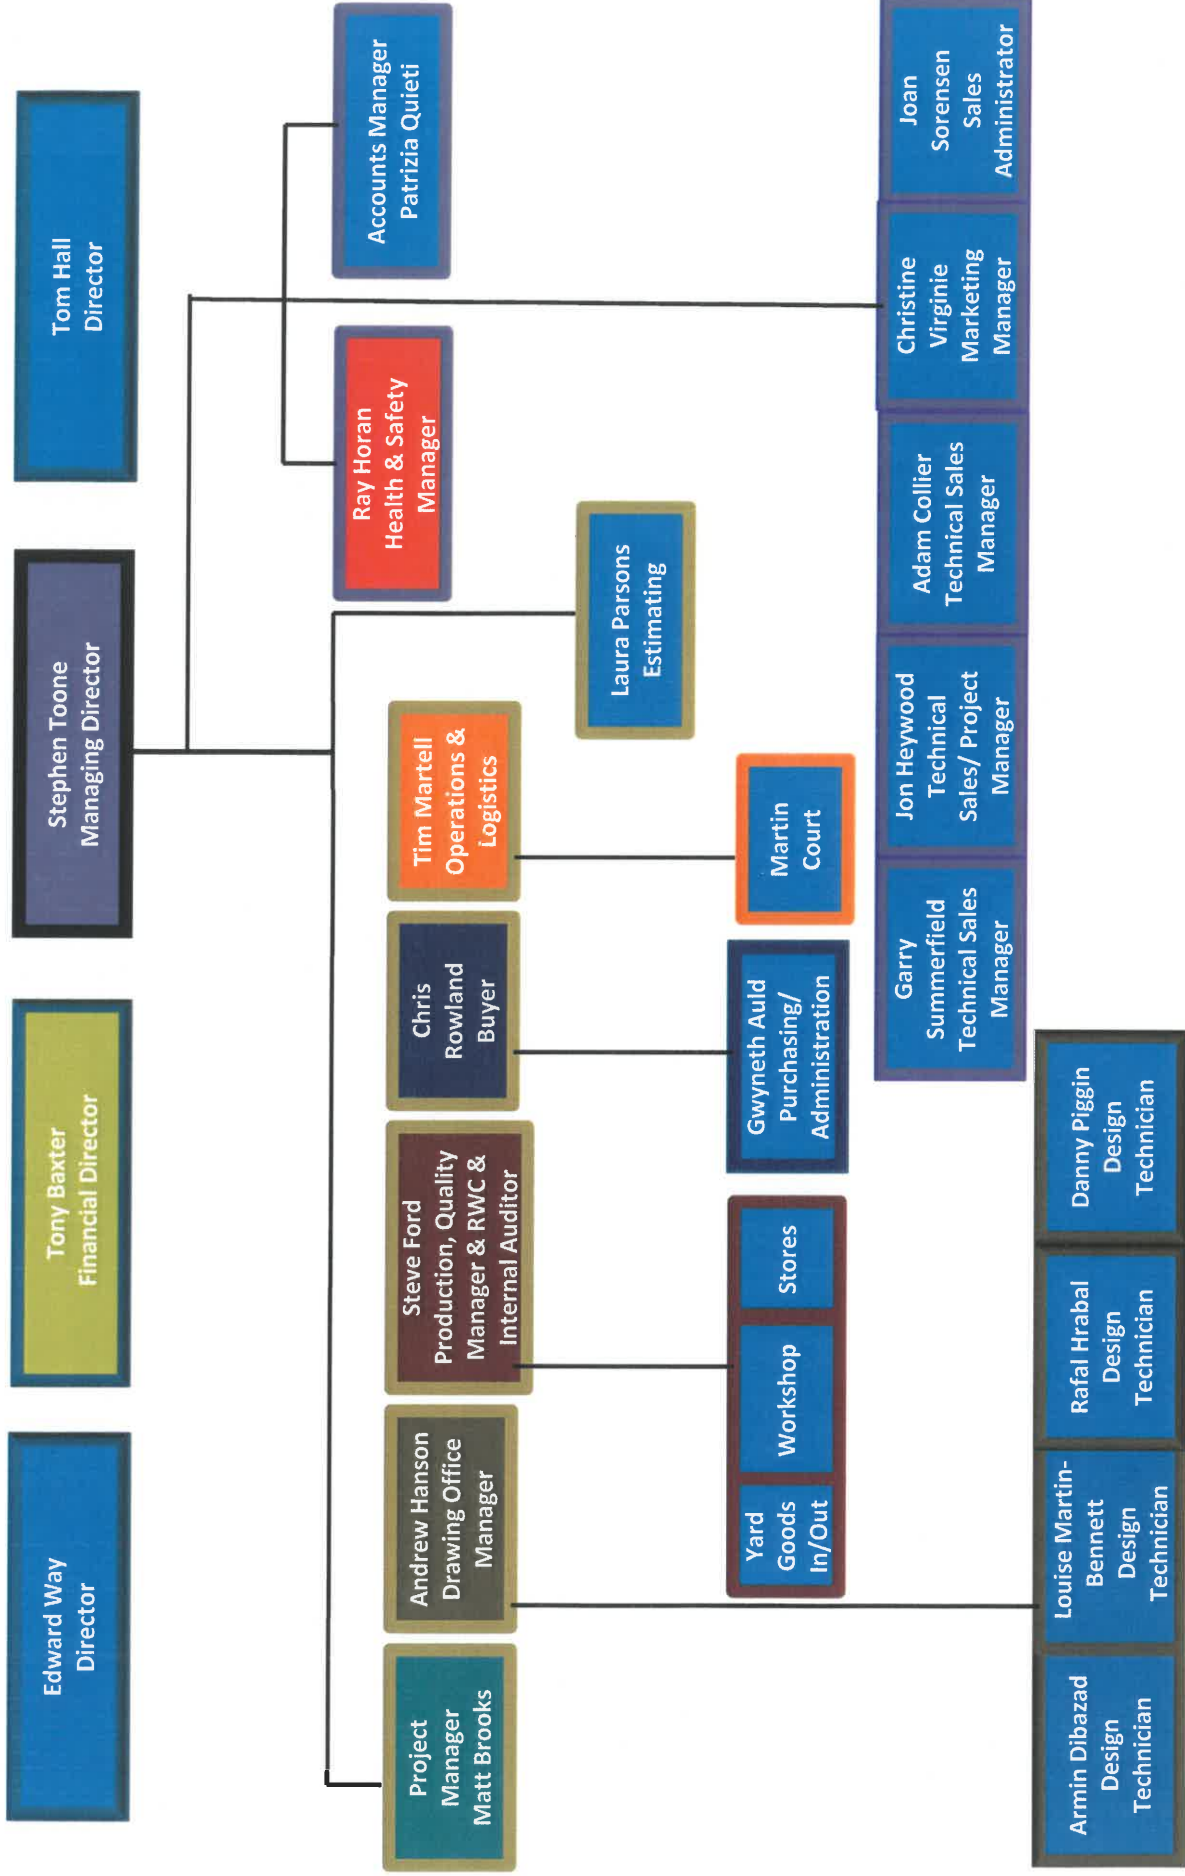 Edward Way
Director
Tony Baxter
Financial Director
Stephen Toone
Managing Director
Tom Hall
Director
Ray Horan
Health & Safety
Manager
Accounts Manager
Patrizia Quieti
Project
Manager
Matt Brooks
Andrew Hanson
Drawing Office
Manager
Steve Ford
Production, Quality
Manager & RWC &
Internal Auditor
Chris
Rowland
Buyer
Tim Martell
Operations &
Logistics
Laura Parsons
Estimating
Yard
Goods
In/Out
Workshop
Stores
Gwyneth Auld
Purchasing/
Administration
Martin
Court
Garry
Summerfield
Technical Sales
Manager
Jon Heywood
Technical
Sales/ Project
Manager
Adam Collier
Technical Sales
Manager
Christine
Virginie
Marketing
Manager
Joan
Sorensen
Sales
Administrator
Armin Dibazad
Design
Technician
Louise Martin-
Bennett
Design
Technician
Rafal Hrabal
Design
Technician
Danny Piggin
Design
Technician